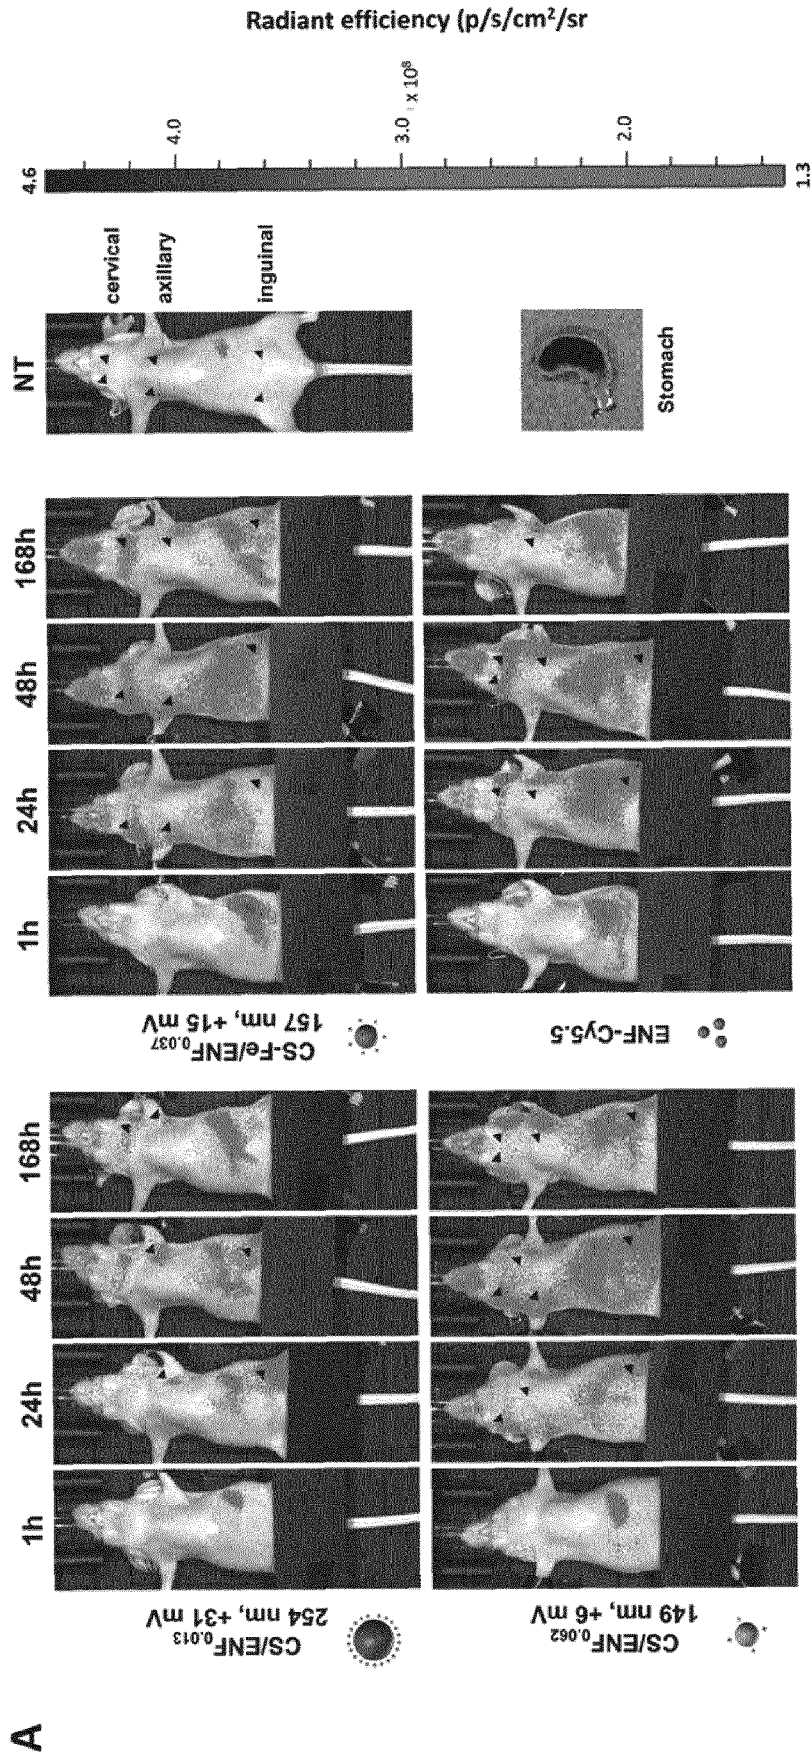 A
1h
24h
48h
168h
1h
24h
48h
168h
NT
CS/ENF0.013
254 nm, +31 mV
CS-Fe/ENF0.037
157 nm, +15 mV
cervical
axillary
inguinal
CS/ENF0.062
149 nm, +6 mV
ENF-Cy5.5
Stomach
4.6
4.0
3.0
x 10⁸
2.0
1.3
Radiant efficiency (p/s/cm²/sr